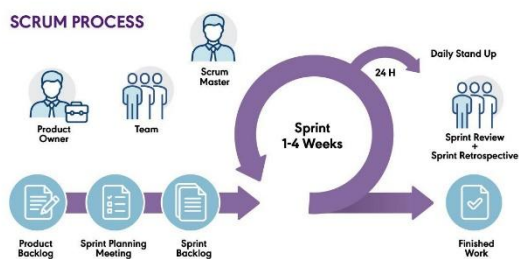 SCRUM PROCESS
Scrum
Master
Product
Owner
Team
Sprint
1-4 Weeks
24 H
Daily Stand Up
Sprint Review
+
Sprint Retrospective
Product
Backlog
Sprint Planning
Meeting
Sprint
Backlog
Finished
Work